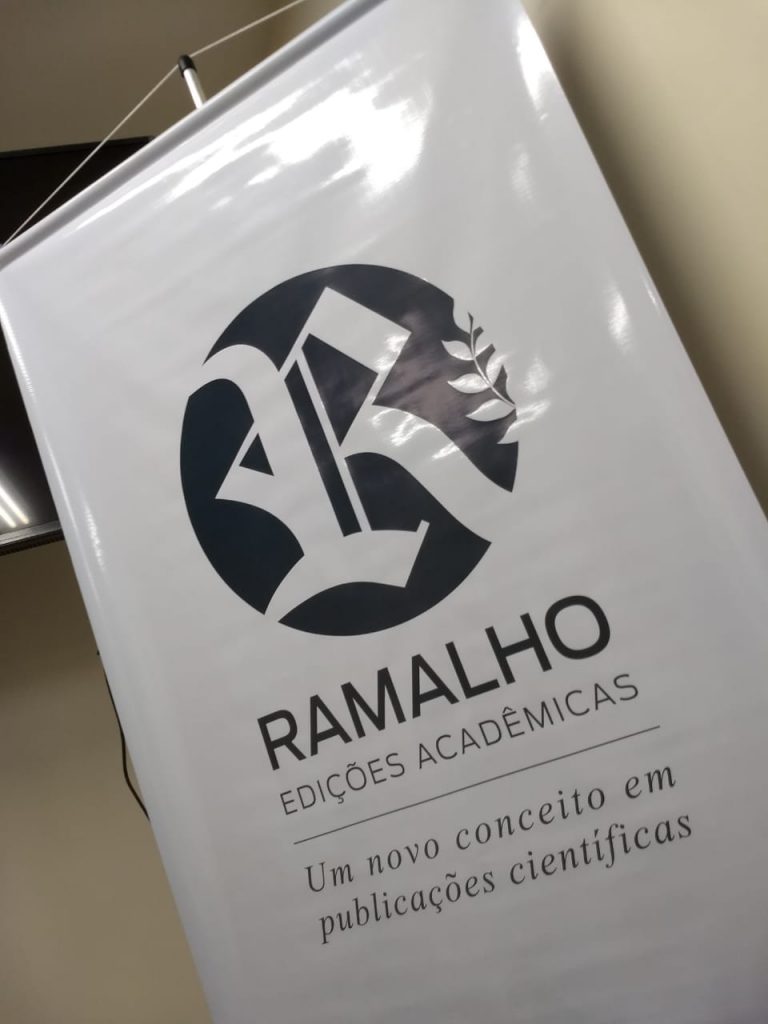 R
RAMALHO
EDIÇÕES ACADÊMICAS
Um novo conceito em
publicações científicas